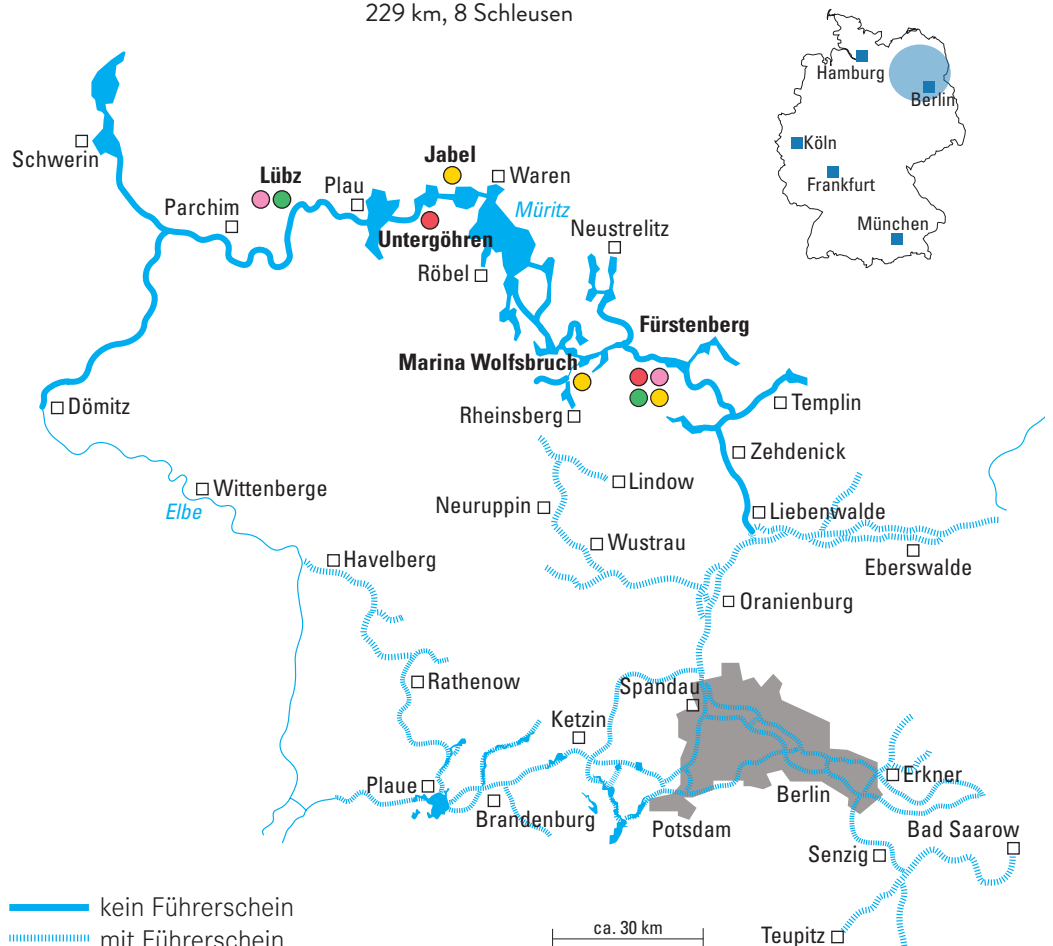 229 km, 8 Schleusen
Hamburg
Berlin
Köln
Frankfurt
München
Schwerin
Lübz
Jabel
Waren
Plau
Parchim
Müritz
Untergöhren
Neustrelitz
Röbel
Fürstenberg
Marina Wolfsbruch
Dömitz
Rheinsberg
Templin
Zehdenick
Lindow
Wittenberge
Elbe
Neuruppin
Liebenwalde
Wustrau
Havelberg
Eberswalde
Oranienburg
Rathenow
Spandau
Ketzin
Plaue
Erkner
Berlin
Brandenburg
Potsdam
Bad Saarow
Senzig
Teupitz
kein Führerschein
mit Führerschein
ca. 30 km